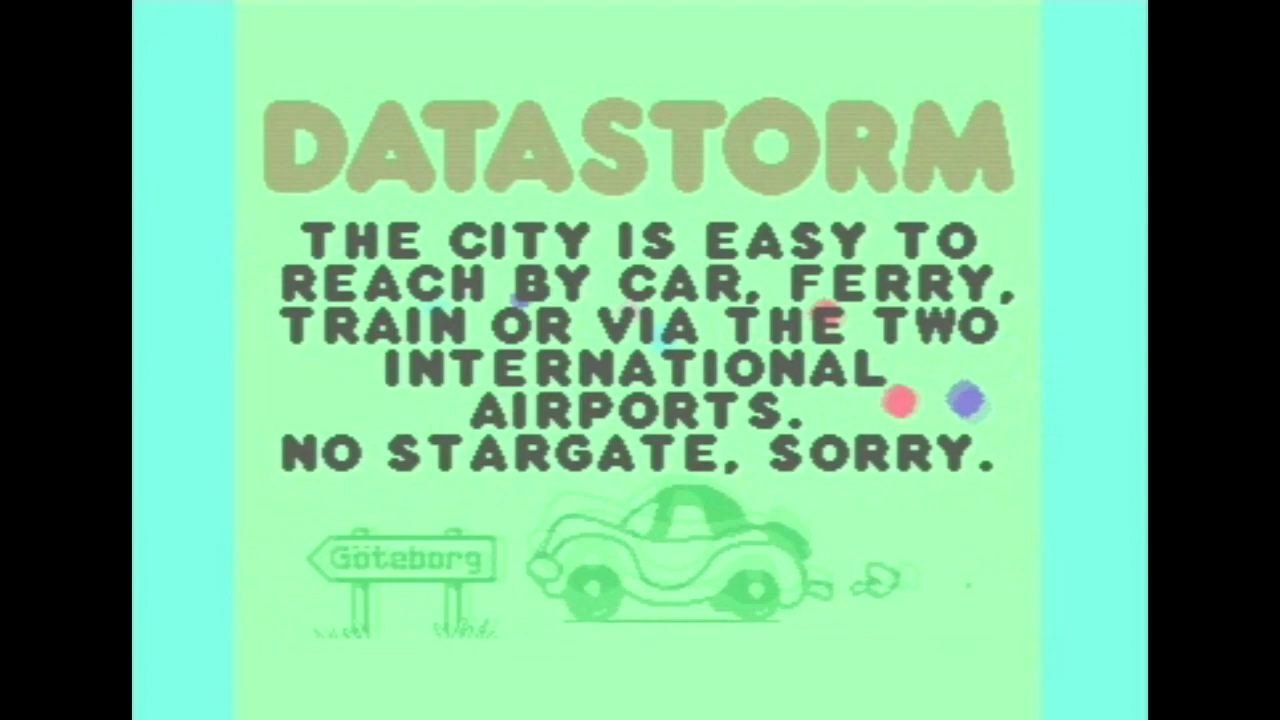 DATASTORM
THE CITY IS EASY TO
REACH BY CAR, FERRY,
TRAIN OR VIA THE TWO
INTERNATIONAL
AIRPORTS.
NO STARGATE, SORRY.
Göteborg